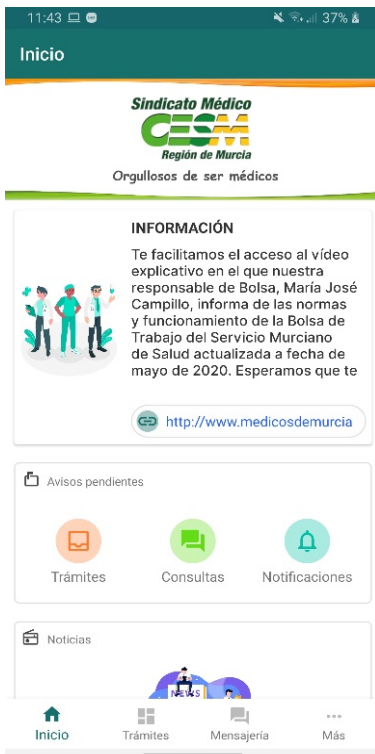 11:43 37%
Inicio
Sindicato Médico
CESM
Región de Murcia
Orgullosos de ser médicos
INFORMACIÓN
Te facilitamos el acceso al vídeo
explicativo en el que nuestra
responsable de Bolsa, María José
Campillo, informa de las normas
y funcionamiento de la Bolsa de
Trabajo del Servicio Murciano
de Salud actualizada a fecha de
mayo de 2020. Esperamos que te
http://www.medicosdemurcia
Avisos pendientes
Trámites Consultas Notificaciones
Noticias
NEWS
Inicio Trámites Mensajería Más